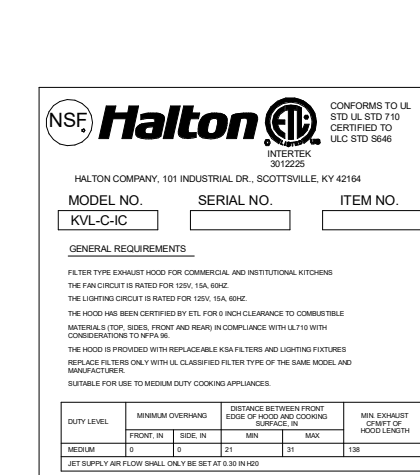 NSF
Halton
ETL
LISTED
US
CONFORMS TO UL
STD UL STD 710
CERTIFIED TO
ULC STD S646
INTERTEK
3012225
HALTON COMPANY, 101 INDUSTRIAL DR., SCOTTSVILLE, KY 42164
MODEL NO. SERIAL NO. ITEM NO.
KVL-C-IC
GENERAL REQUIREMENTS
FILTER TYPE EXHAUST HOOD FOR COMMERCIAL AND INSTITUTIONAL KITCHENS
THE FAN CIRCUIT IS RATED FOR 125V, 15A, 60HZ.
THE LIGHTING CIRCUIT IS RATED FOR 125V, 15A, 60HZ.
THE HOOD HAS BEEN CERTIFIED BY ETL FOR 0 INCH CLEARANCE TO COMBUSTIBLE
MATERIALS (TOP, SIDES, FRONT AND REAR) IN COMPLIANCE WITH UL710 WITH
CONSIDERATIONS TO NFPA 96.
THE HOOD IS PROVIDED WITH REPLACEABLE KSA FILTERS AND LIGHTING FIXTURES
REPLACE FILTERS ONLY WITH UL CLASSIFIED FILTER TYPE OF THE SAME MODEL AND
MANUFACTURER.
SUITABLE FOR USE TO MEDIUM DUTY COOKING APPLIANCES.
DUTY LEVEL
MINIMUM OVERHANG
FRONT, IN SIDE, IN
DISTANCE BETWEEN FRONT
EDGE OF HOOD AND COOKING
SURFACE, IN
MIN MAX
MIN. EXHAUST
CFM/FT OF
HOOD LENGTH
MEDIUM 0 0 21 31 138
JET SUPPLY AIR FLOW SHALL ONLY BE SET AT 0.30 IN H20